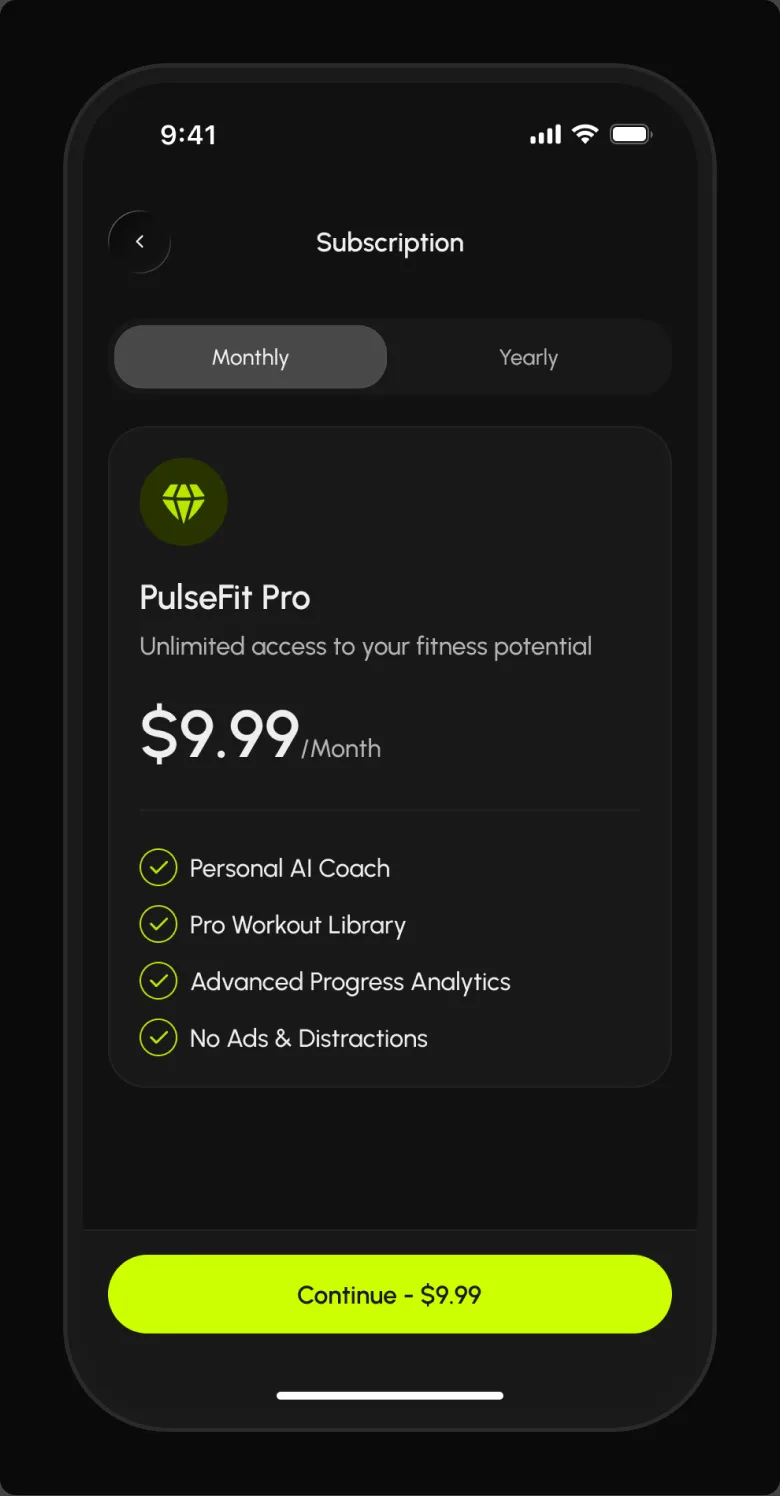 9:41
Subscription
Monthly Yearly
PulseFit Pro
Unlimited access to your fitness potential
$9.99/Month
Personal AI Coach
Pro Workout Library
Advanced Progress Analytics
No Ads & Distractions
Continue - $9.99